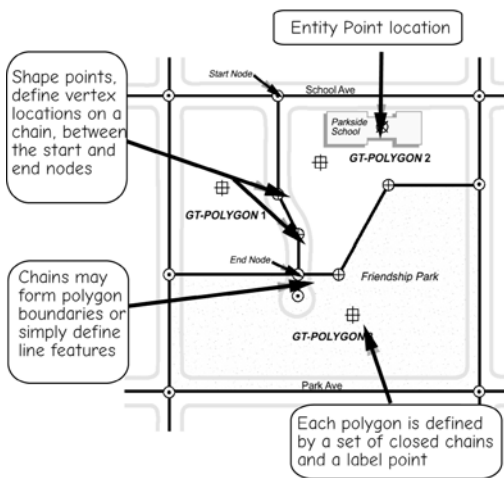 Entity Point location
Shape points,
define vertex
locations on a
chain, between
the start and
end nodes
Start Node
School Ave
Parkside
School
GT-POLYGON 2
GT-POLYGON 1
End Node
Chains may
form polygon
boundaries or
simply define
line features
Friendship Park
GT-POLYGON
Park Ave
Each polygon is defined
by a set of closed chains
and a label point